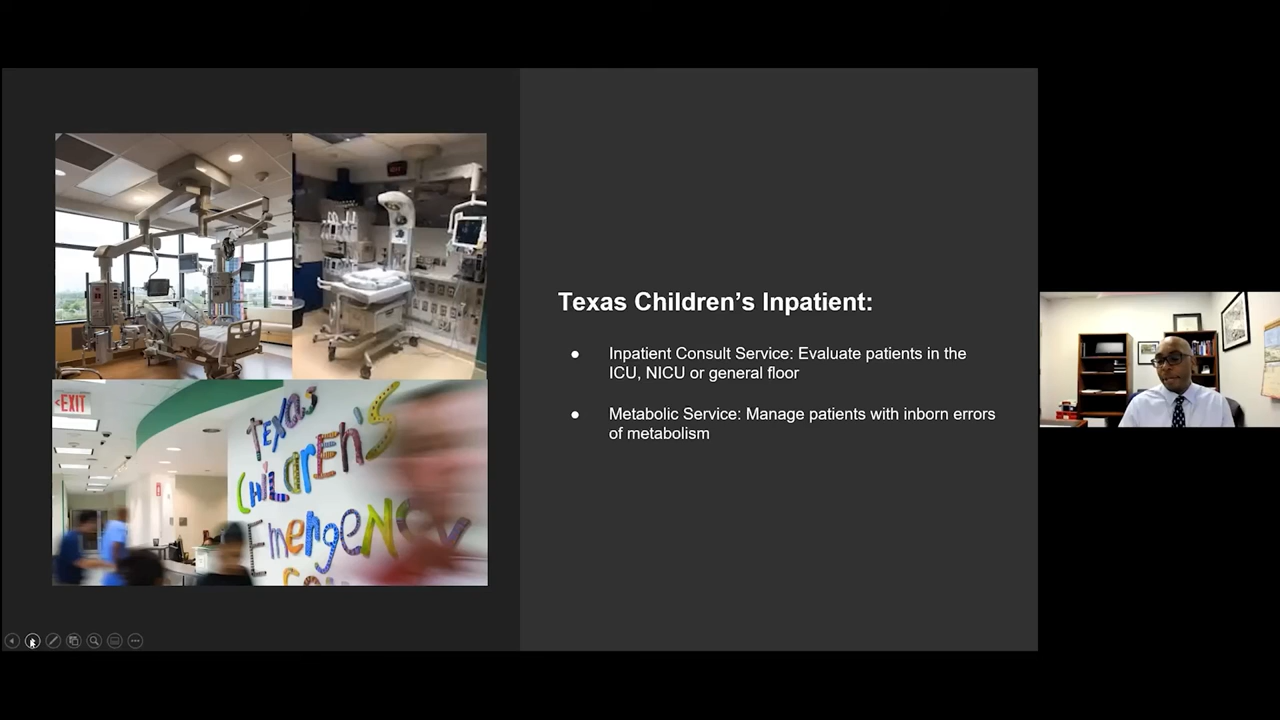 Texas Children's Inpatient:
● Inpatient Consult Service: Evaluate patients in the
ICU, NICU or general floor
● Metabolic Service: Manage patients with inborn errors
of metabolism
<EXIT
Texas
Children's
Emergency